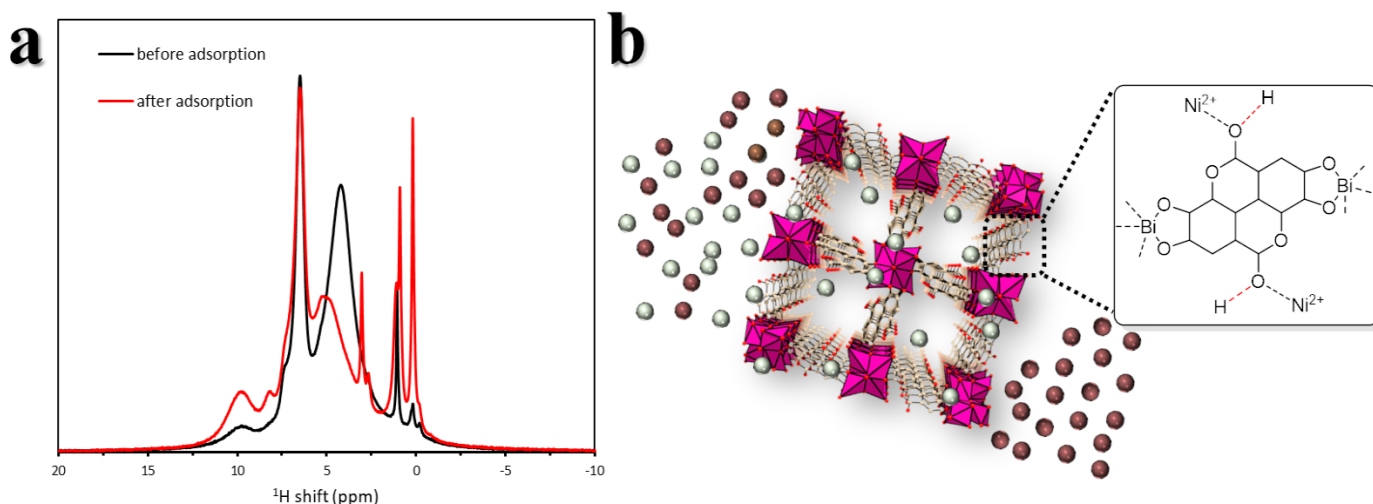 a
before adsorption
after adsorption
20 15 10 5 0 -5 -10
¹H shift (ppm)
b
Ni²⁺ H
O
O O
Bi Bi
O O
O
H O Ni²⁺